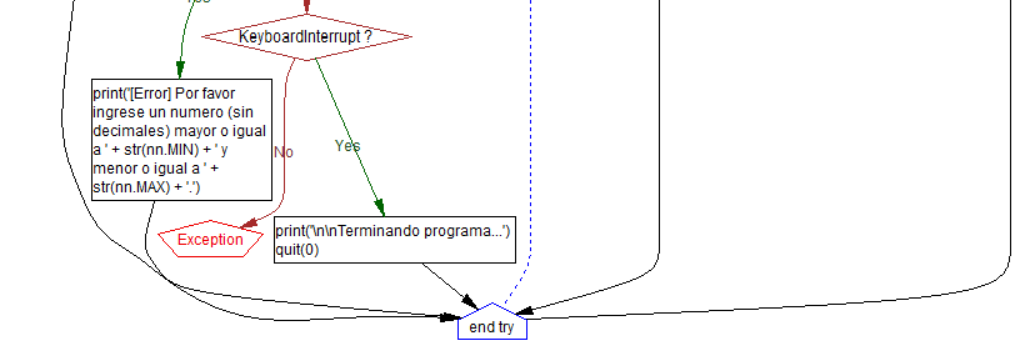 Yes
KeyboardInterrupt ?
print('[Error] Por favor
ingrese un numero (sin
decimales) mayor o igual
a ' + str(nn.MIN) + ' y
menor o igual a ' +
str(nn.MAX) + '.')
No
Yes
Exception
print('\n\nTerminando programa...')
quit(0)
end try